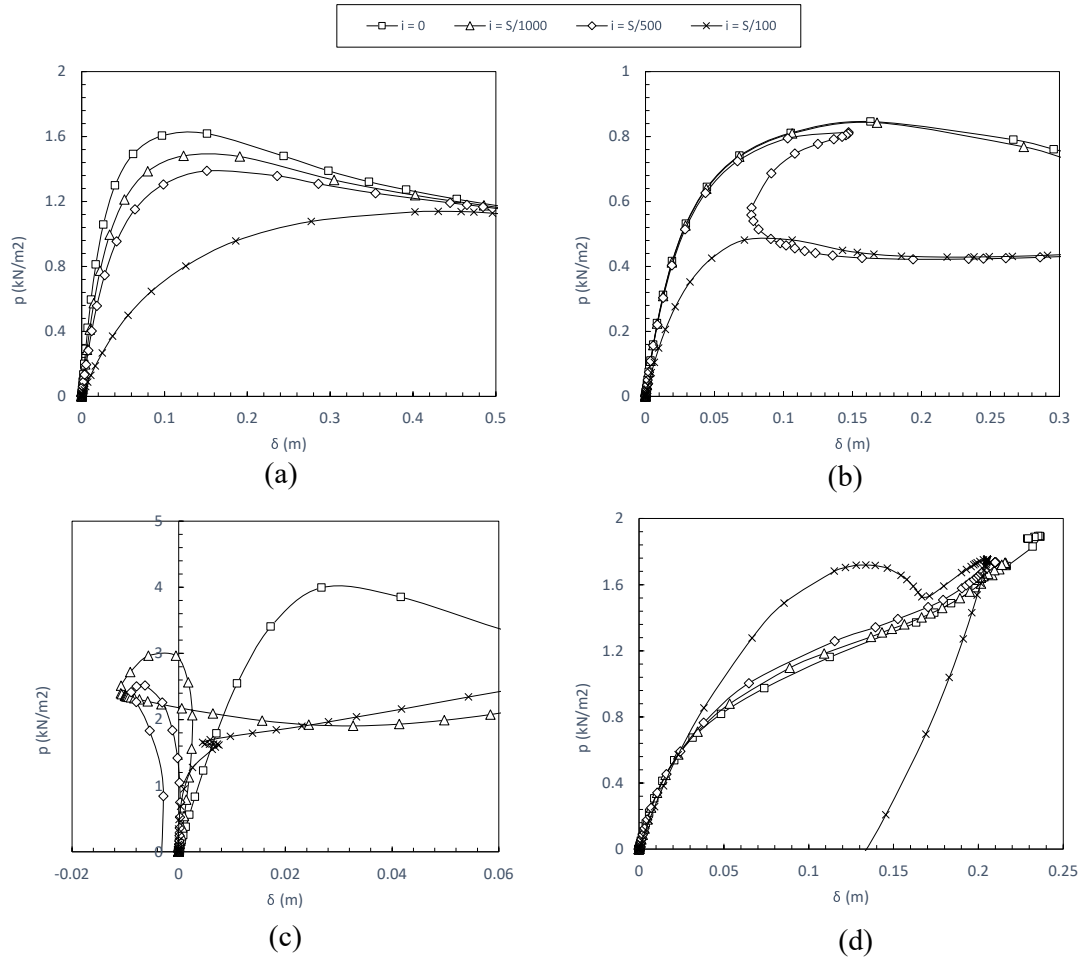 i = 0 i = S/1000 i = S/500 i = S/100
2
1.6
1.2
0.8
0.4
0
p (kN/m2)
0 0.1 0.2 0.3 0.4 0.5
δ (m)
(a)
1
0.8
0.6
0.4
0.2
0
p (kN/m2)
0 0.05 0.1 0.15 0.2 0.25 0.3
δ (m)
(b)
5
4
3
2
1
0
p (kN/m2)
-0.02 0 0.02 0.04 0.06
δ (m)
(c)
2
1.6
1.2
0.8
0.4
0
p (kN/m2)
0 0.05 0.1 0.15 0.2 0.25
δ (m)
(d)